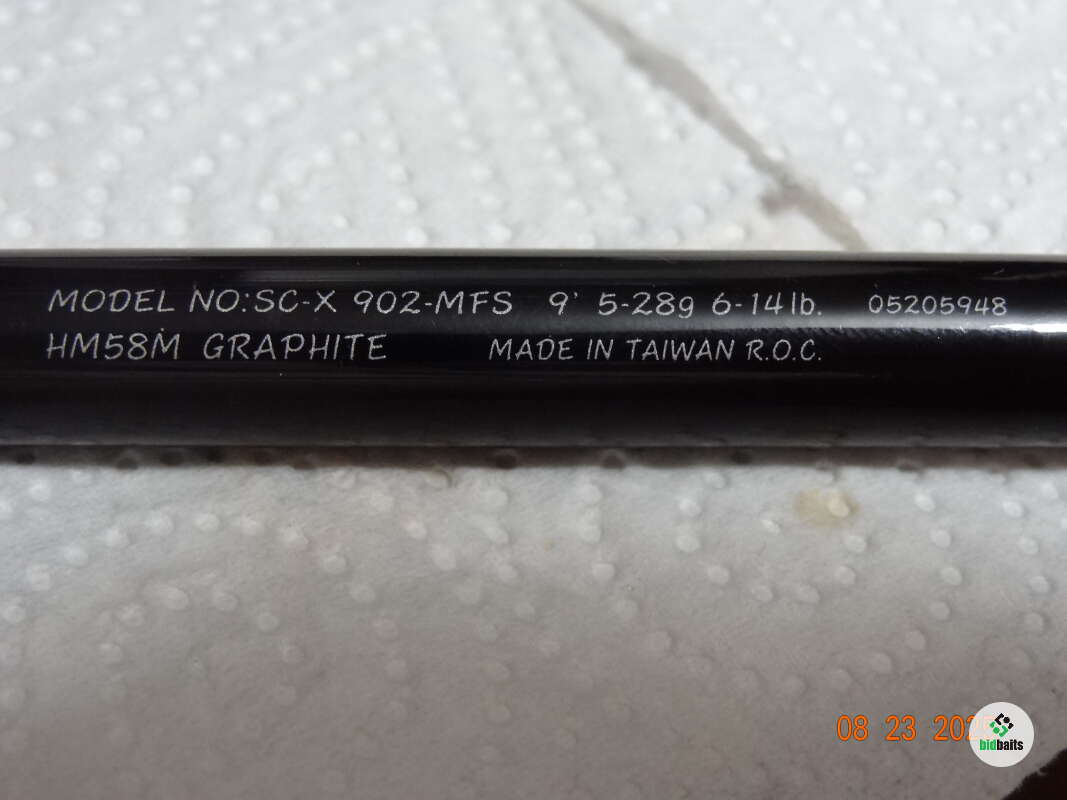 MODEL NO:SC-X 902-MFS 9' 5-28g 6-14lb. 05205948
HM58M GRAPHITE MADE IN TAIWAN R.O.C.
08 23
bidbaits